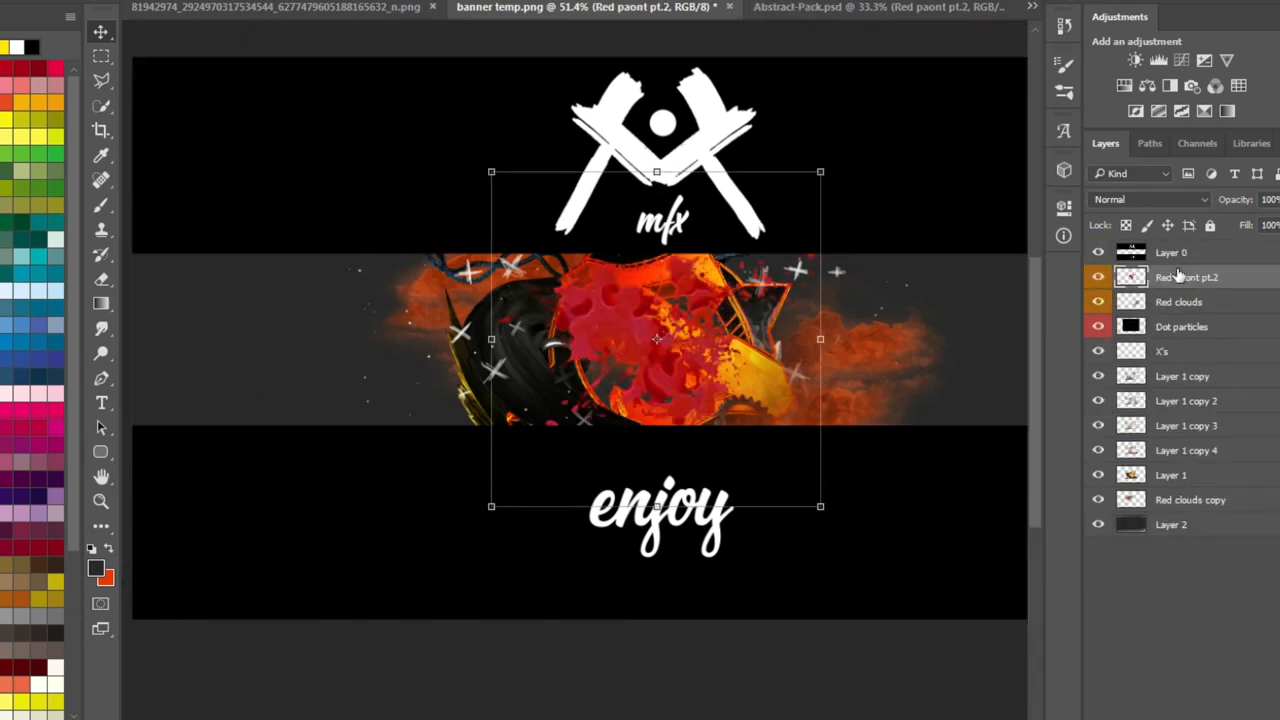 81942974_2924970317534544_6277479605188165632_n.png
banner temp.png @ 51.4% (Red paont pt.2, RGB/8) *
Abstract-Pack.psd @ 33.3% (Red paont pt.2, RGB/8) *
Adjustments
Add an adjustment
Layers
Paths
Channels
Libraries
Kind
Normal
Opacity: 100%
Lock:
Fill: 100%
Layer 0
Red paont pt.2
Red clouds
Dot particles
X's
Layer 1 copy
Layer 1 copy 2
Layer 1 copy 3
Layer 1 copy 4
Layer 1
Red clouds copy
Layer 2
mfx
enjoy